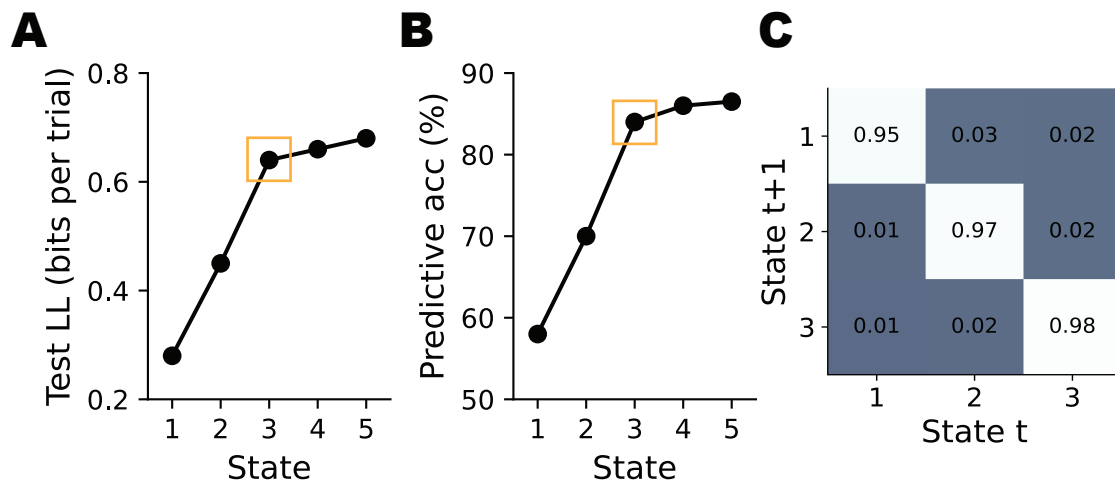 A
B
C
Test LL (bits per trial)
0.8
0.6
0.4
0.2
1 2 3 4 5
State
Predictive acc (%)
90
80
70
60
50
1 2 3 4 5
State
State t+1
1 0.95 0.03 0.02
2 0.01 0.97 0.02
3 0.01 0.02 0.98
1 2 3
State t